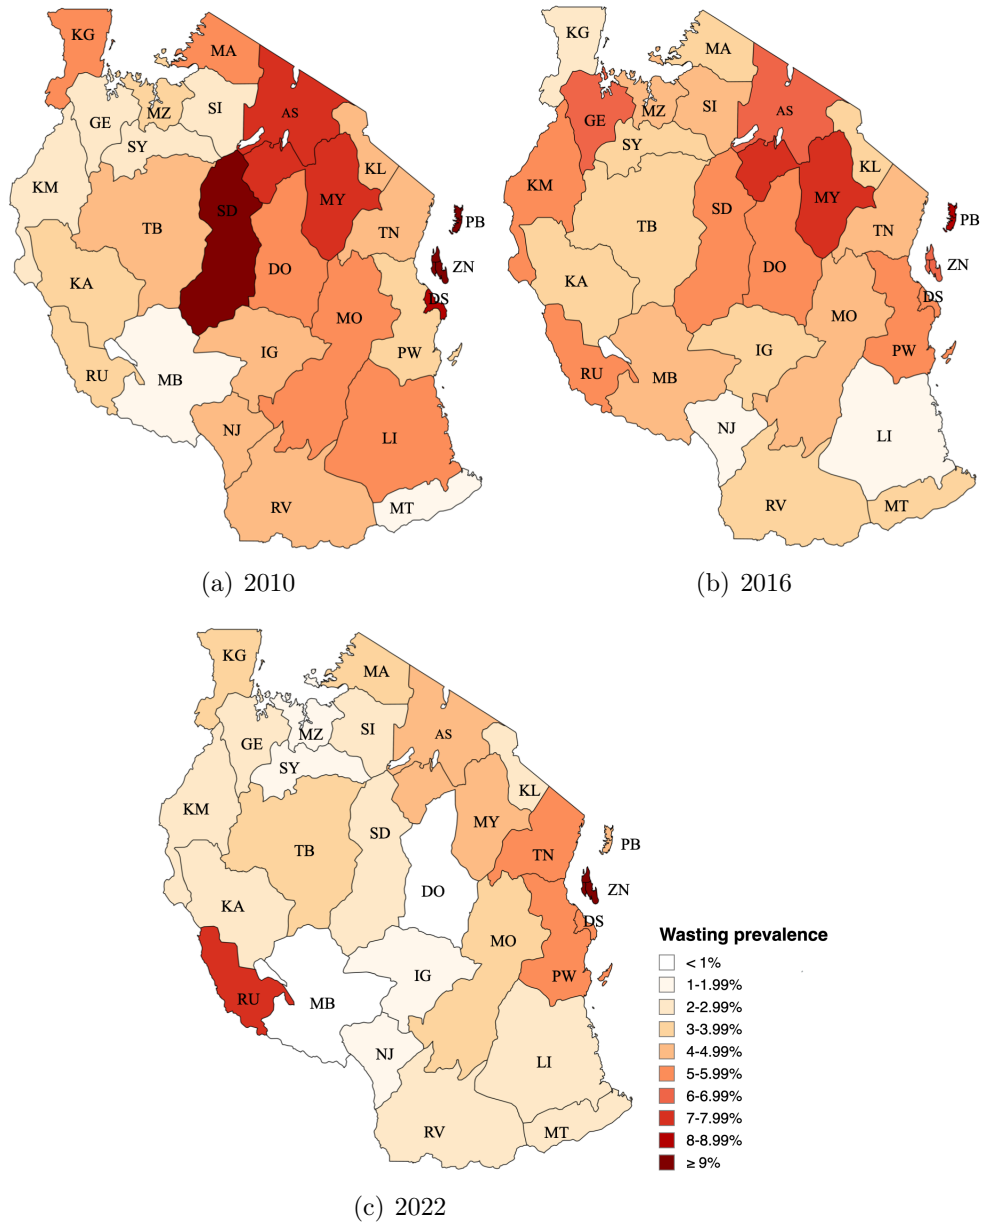 KG
MA
AS
GE
MZ
SI
SY
KL
KM
SD
MY
TB
TN
PB
DO
ZN
KA
DS
MO
IG
PW
RU
MB
NJ
LI
RV
MT
(a) 2010
KG
MA
AS
GE
MZ
SI
SY
KL
KM
SD
MY
TB
TN
PB
DO
ZN
KA
DS
MO
IG
PW
RU
MB
NJ
LI
RV
MT
(b) 2016
KG
MA
SI
AS
MZ
GE
SY
KL
KM
MY
SD
TB
TN
PB
DO
ZN
KA
DS
MO
IG
PW
RU
MB
NJ
LI
RV
MT
Wasting prevalence
< 1%
1-1.99%
2-2.99%
3-3.99%
4-4.99%
5-5.99%
6-6.99%
7-7.99%
8-8.99%
≥ 9%
(c) 2022